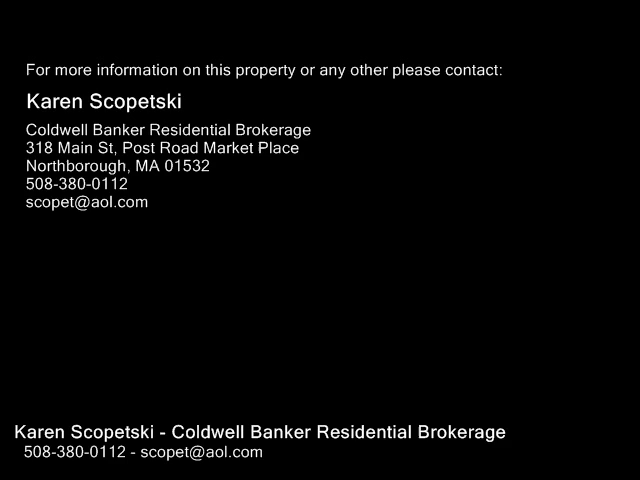 For more information on this property or any other please contact:
Karen Scopetski
Coldwell Banker Residential Brokerage
318 Main St, Post Road Market Place
Northborough, MA 01532
508-380-0112
scopet@aol.com
Karen Scopetski - Coldwell Banker Residential Brokerage
508-380-0112 - scopet@aol.com